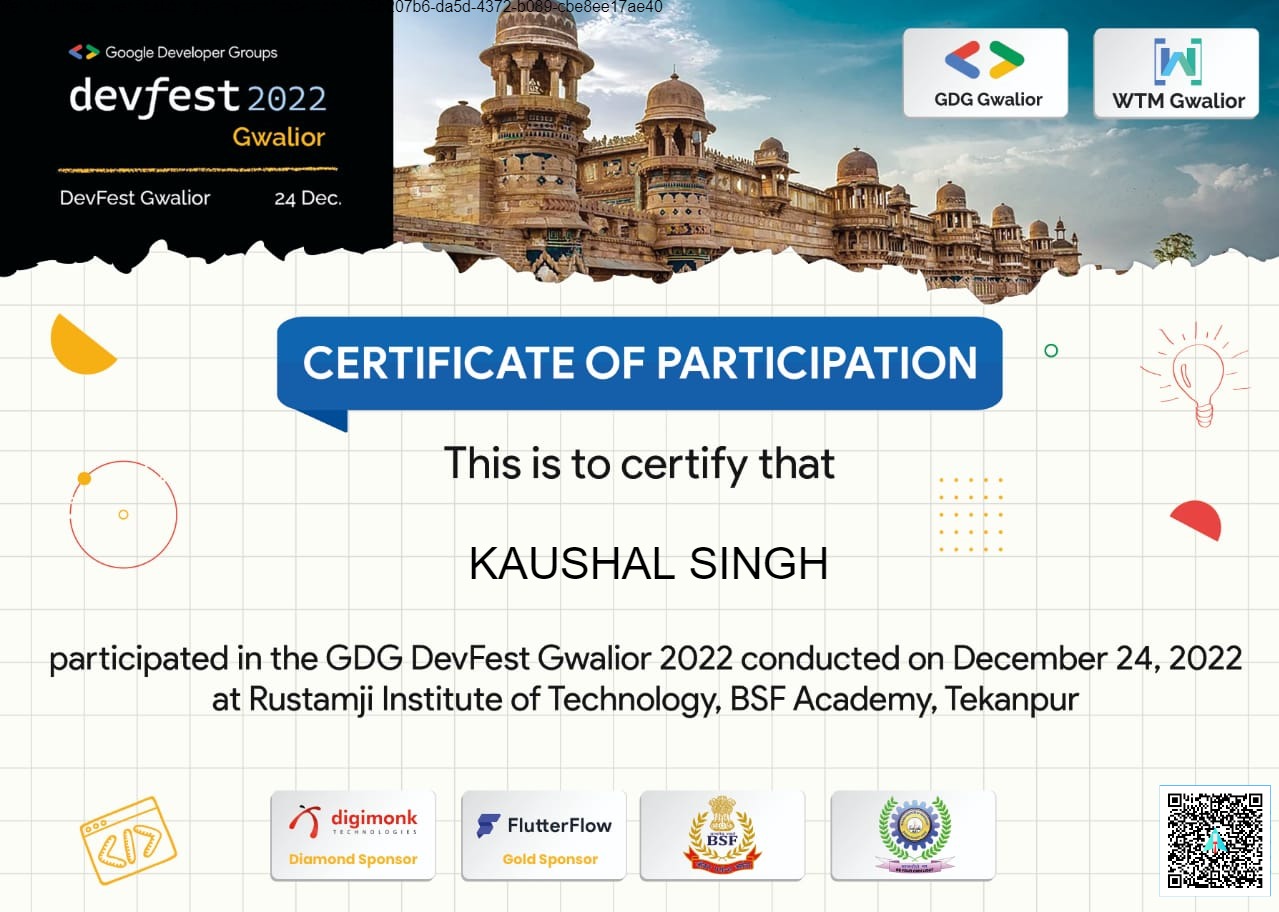 07b6-da5d-4372-b089-cbe8ee17ae40
Google Developer Groups
devfest 2022
Gwalior
DevFest Gwalior 24 Dec.
GDG Gwalior
WTM Gwalior
CERTIFICATE OF PARTICIPATION
This is to certify that
KAUSHAL SINGH
participated in the GDG DevFest Gwalior 2022 conducted on December 24, 2022
at Rustamji Institute of Technology, BSF Academy, Tekanpur
digimonk
TECHNOLOGIES
Diamond Sponsor
FlutterFlow
Gold Sponsor
BSF